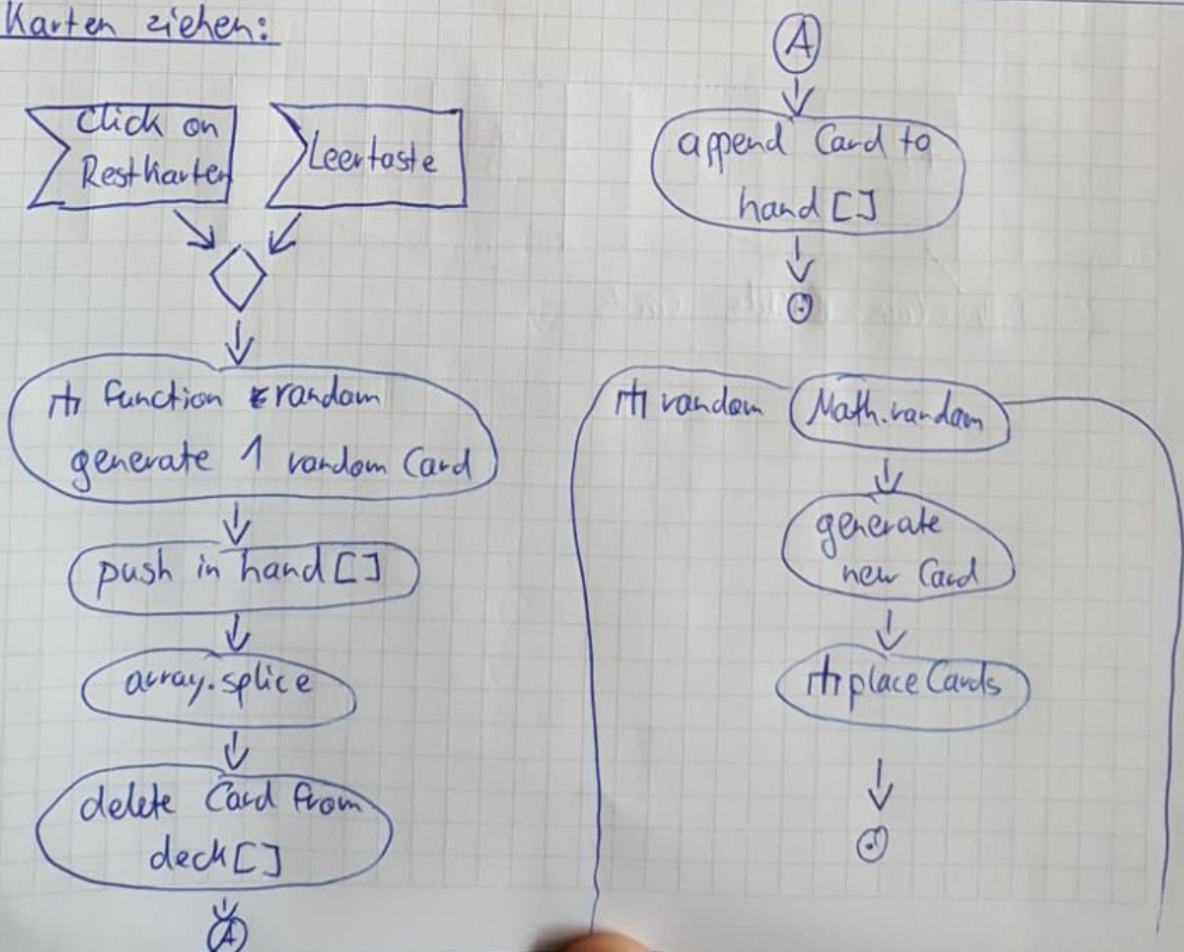 Karten ziehen:
Click on
Restkarten
Leertaste
function random
generate 1 random Card
push in hand []
array.splice
delete Card from
deck []
A
A
append Card to
hand []
random
Math.random
generate
new Card
place Cards